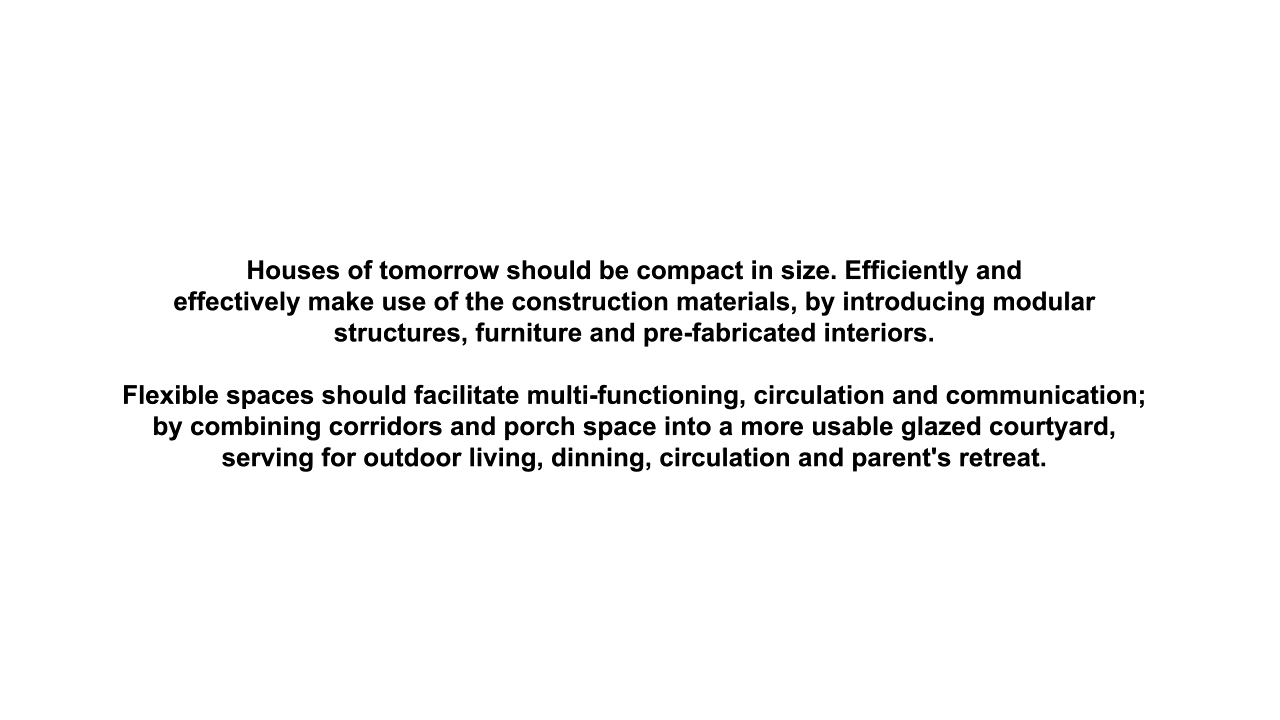 Houses of tomorrow should be compact in size. Efficiently and
effectively make use of the construction materials, by introducing modular
structures, furniture and pre-fabricated interiors.
Flexible spaces should facilitate multi-functioning, circulation and communication;
by combining corridors and porch space into a more usable glazed courtyard,
serving for outdoor living, dinning, circulation and parent's retreat.